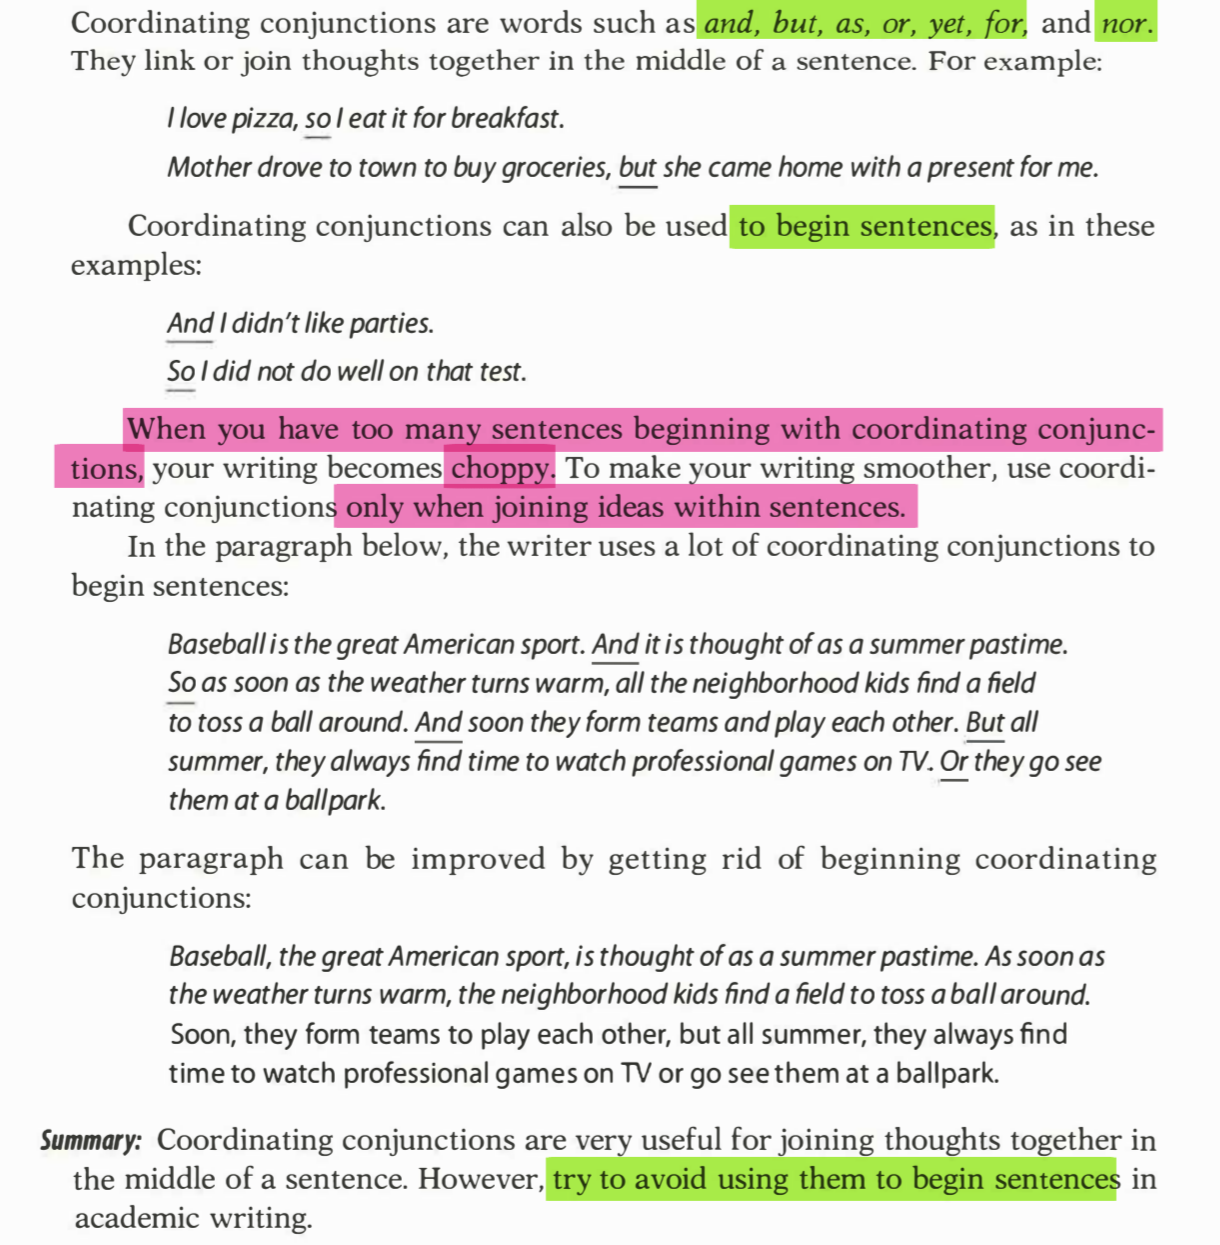 Coordinating conjunctions are words such as and, but, as, or, yet, for, and nor.
They link or join thoughts together in the middle of a sentence. For example:
I love pizza, so I eat it for breakfast.
Mother drove to town to buy groceries, but she came home with a present for me.
Coordinating conjunctions can also be used to begin sentences, as in these
examples:
And I didn't like parties.
So I did not do well on that test.
When you have too many sentences beginning with coordinating conjunc-
tions, your writing becomes choppy. To make your writing smoother, use coordi-
nating conjunctions only when joining ideas within sentences.
In the paragraph below, the writer uses a lot of coordinating conjunctions to
begin sentences:
Baseball is the great American sport. And it is thought of as a summer pastime.
So as soon as the weather turns warm, all the neighborhood kids find a field
to toss a ball around. And soon they form teams and play each other. But all
summer, they always find time to watch professional games on TV. Or they go see
them at a ballpark.
The paragraph can be improved by getting rid of beginning coordinating
conjunctions:
Baseball, the great American sport, is thought of as a summer pastime. As soon as
the weather turns warm, the neighborhood kids find a field to toss a ball around.
Soon, they form teams to play each other, but all summer, they always find
time to watch professional games on TV or go see them at a ballpark.
Summary: Coordinating conjunctions are very useful for joining thoughts together in
the middle of a sentence. However, try to avoid using them to begin sentences in
academic writing.